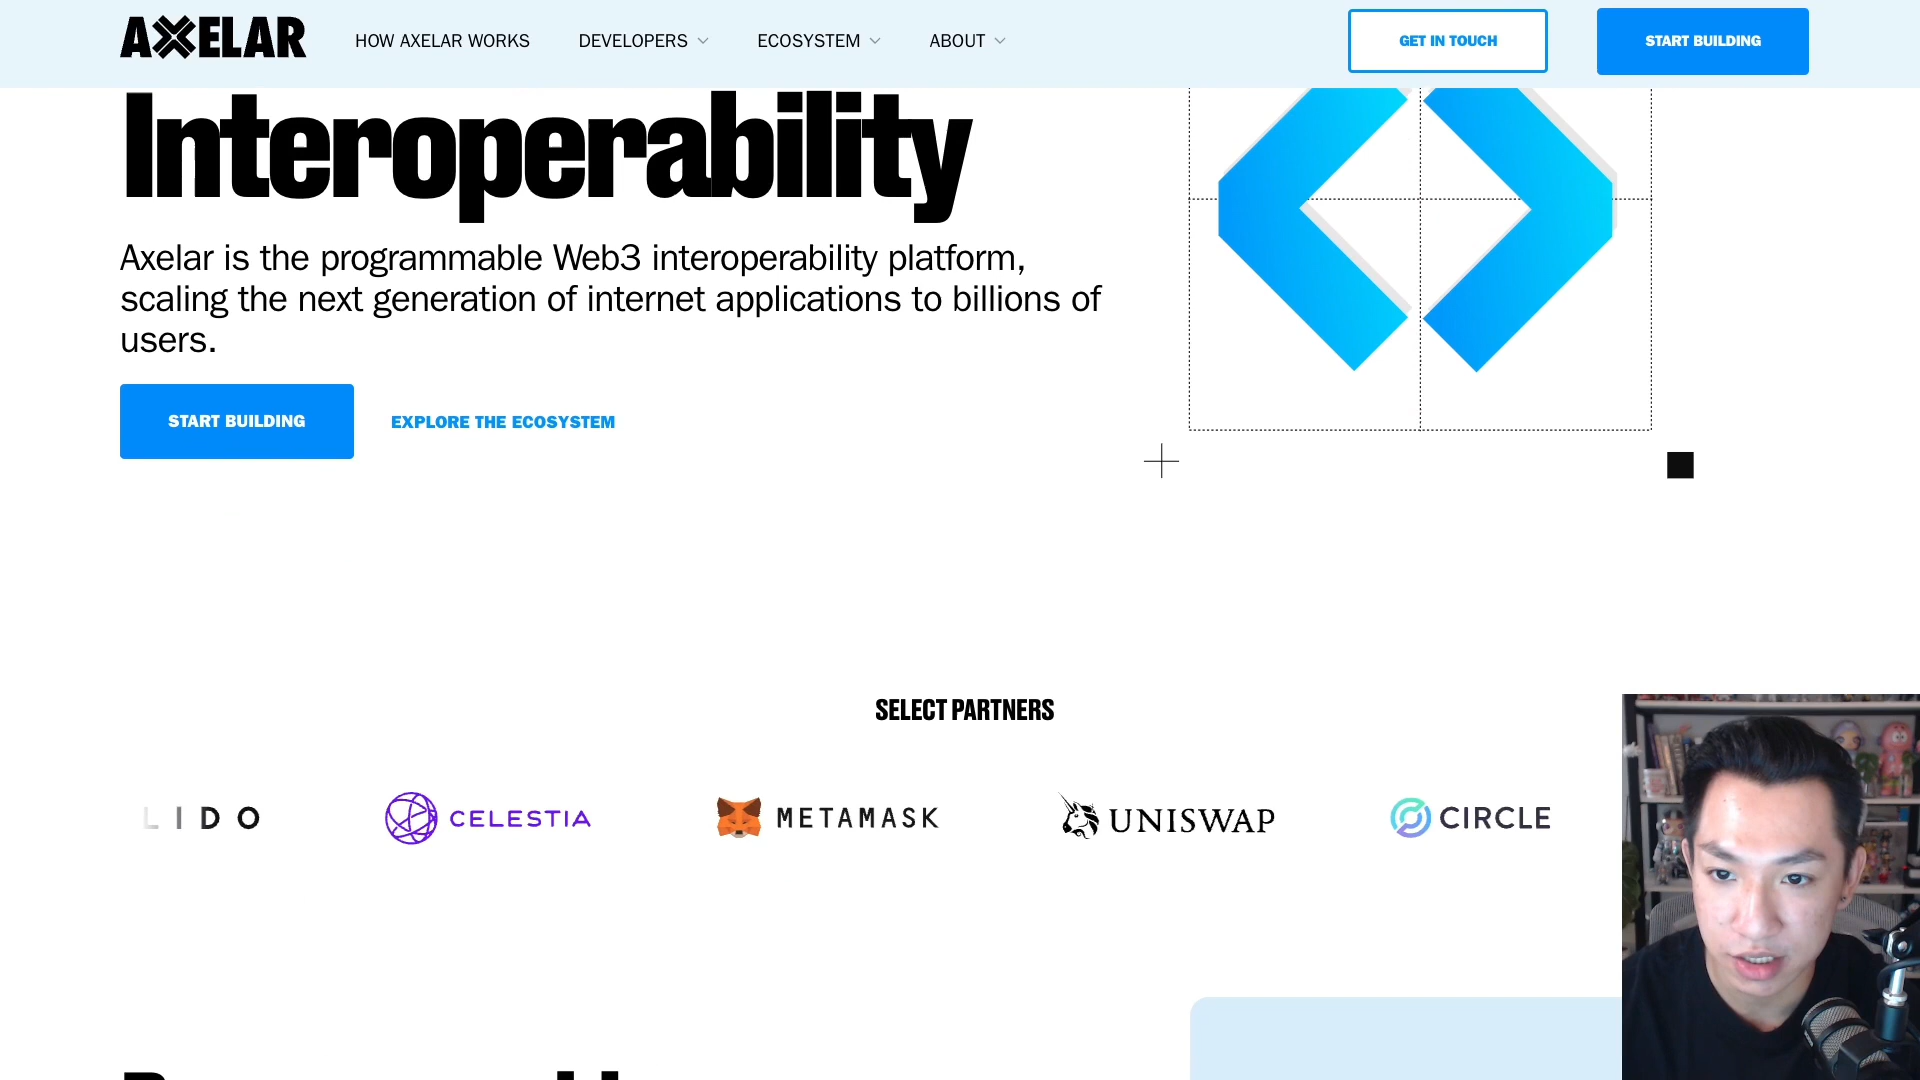 AXELAR
HOW AXELAR WORKS
DEVELOPERS
ECOSYSTEM
ABOUT
GET IN TOUCH
START BUILDING
Interoperability
Axelar is the programmable Web3 interoperability platform,
scaling the next generation of internet applications to billions of
users.
START BUILDING
EXPLORE THE ECOSYSTEM
SELECT PARTNERS
LIDO
CELESTIA
METAMASK
UNISWAP
CIRCLE